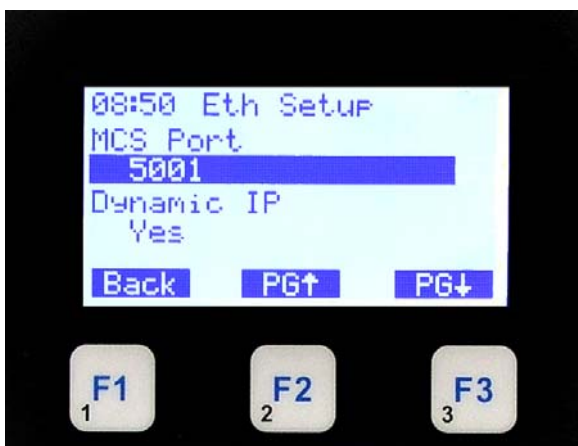 08:50 Eth Setup
MCS Port
5001
Dynamic IP
Yes
Back PG↑ PG↓
F1 F2 F3
1 2 3